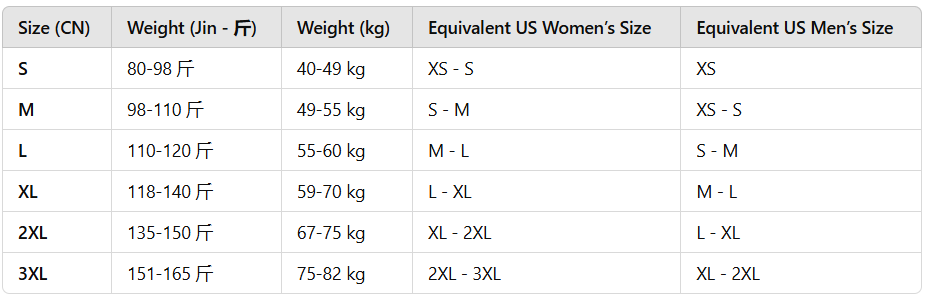 Size (CN) Weight (Jin - 斤) Weight (kg) Equivalent US Women’s Size Equivalent US Men’s Size
S 80-98 斤 40-49 kg XS - S XS
M 98-110 斤 49-55 kg S - M XS - S
L 110-120 斤 55-60 kg M - L S - M
XL 118-140 斤 59-70 kg L - XL M - L
2XL 135-150 斤 67-75 kg XL - 2XL L - XL
3XL 151-165 斤 75-82 kg 2XL - 3XL XL - 2XL